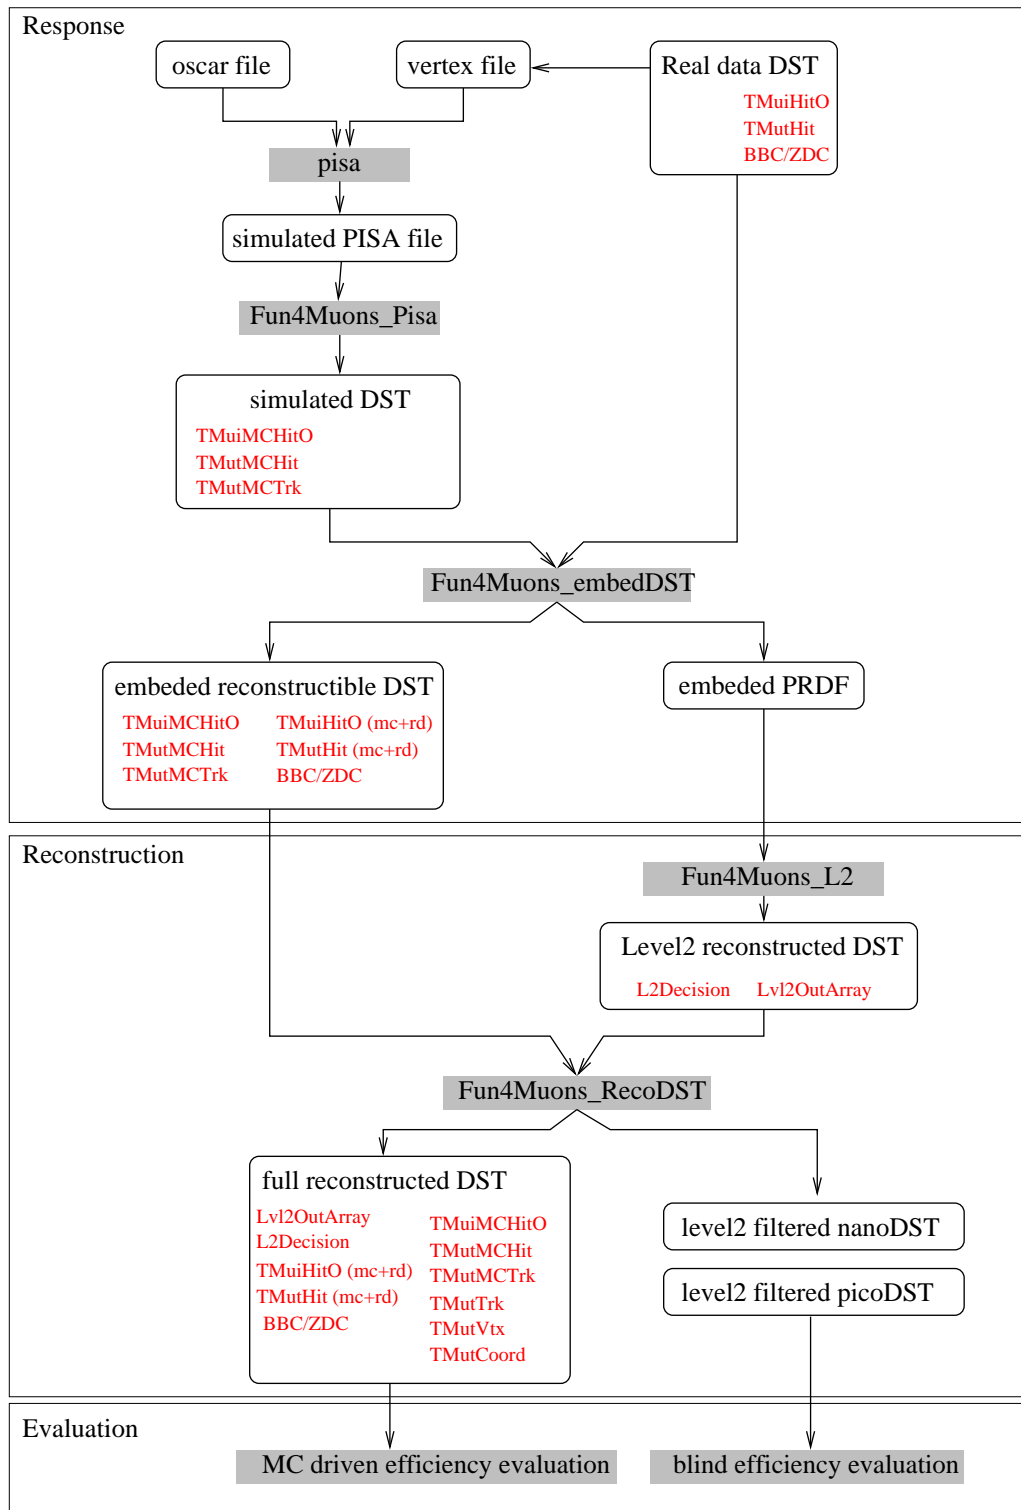 Response
oscar file
vertex file
Real data DST
TMuiHitO
TMutHit
BBC/ZDC
pisa
simulated PISA file
Fun4Muons_Pisa
simulated DST
TMuiMCHitO
TMutMCHit
TMutMCTrk
Fun4Muons_embedDST
embeded reconstructible DST
TMuiMCHitO
TMutMCHit
TMutMCTrk
TMuiHitO (mc+rd)
TMutHit (mc+rd)
BBC/ZDC
embeded PRDF
Reconstruction
Fun4Muons_L2
Level2 reconstructed DST
L2Decision
Lvl2OutArray
Fun4Muons_RecoDST
full reconstructed DST
Lvl2OutArray
L2Decision
TMuiHitO (mc+rd)
TMutHit (mc+rd)
BBC/ZDC
TMuiMCHitO
TMutMCHit
TMutMCTrk
TMutTrk
TMutVtx
TMutCoord
level2 filtered nanoDST
level2 filtered picoDST
Evaluation
MC driven efficiency evaluation
blind efficiency evaluation